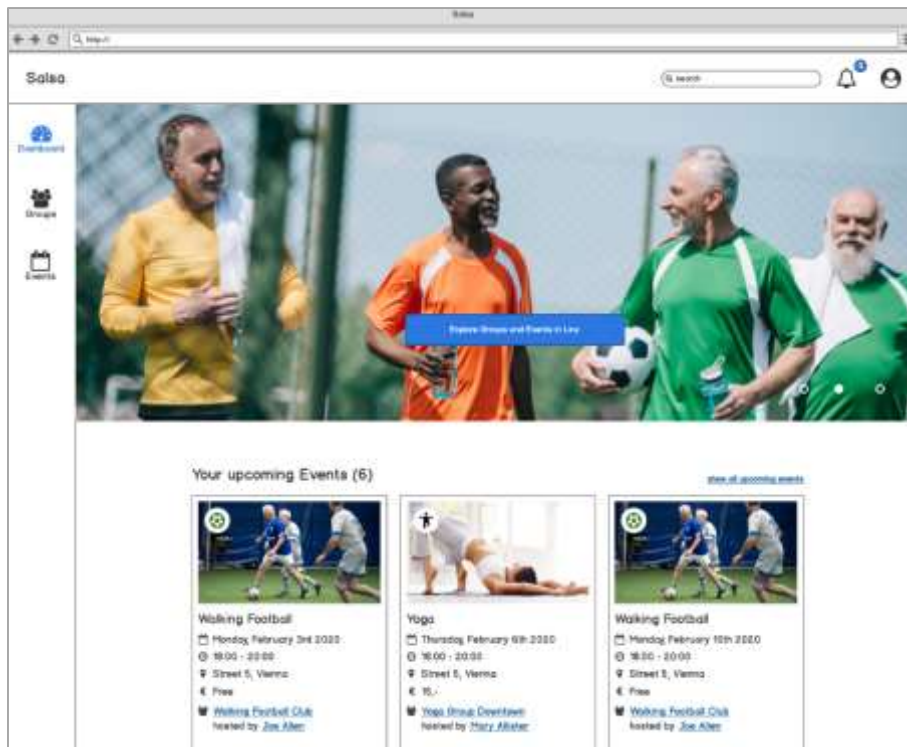 Salsa
http://
Salsa
search
Dashboard
Groups
Events
Explore Groups and Events in
Your upcoming Events (6)
view all upcoming events
Walking Football
Monday, February 3rd 2020
18:00 - 20:00
Street 5, Vienna
€ Free
Walking Football Club
hosted by Joe Allen
Yoga
Thursday, February 6th 2020
16:00 - 20:00
Street 5, Vienna
€ 15,-
Yoga Group Downtown
hosted by Mary Allister
Walking Football
Monday, February 10th 2020
18:00 - 20:00
Street 5, Vienna
€ Free
Walking Football Club
hosted by Joe Allen